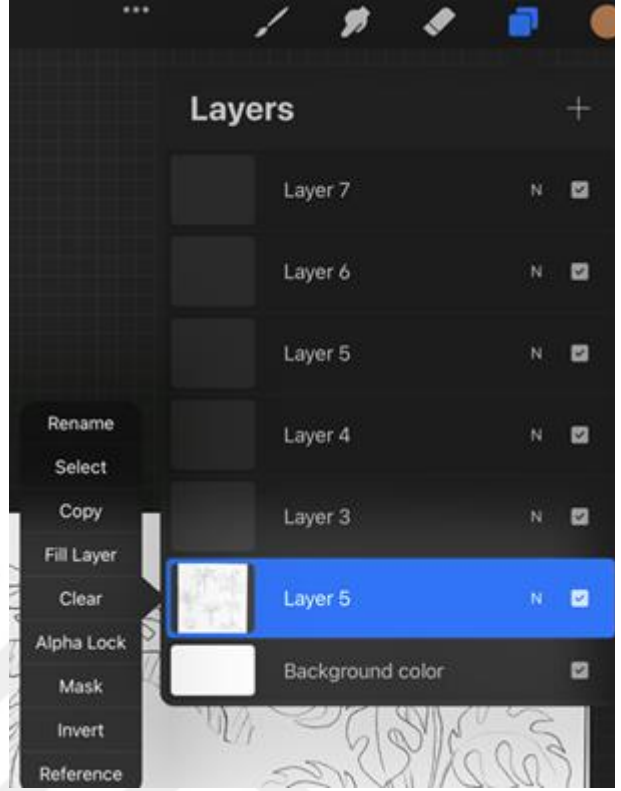 Layers
Layer 7 N
Layer 6 N
Layer 5 N
Layer 4 N
Layer 3 N
Layer 5 N
Background color
Rename
Select
Copy
Fill Layer
Clear
Alpha Lock
Mask
Invert
Reference